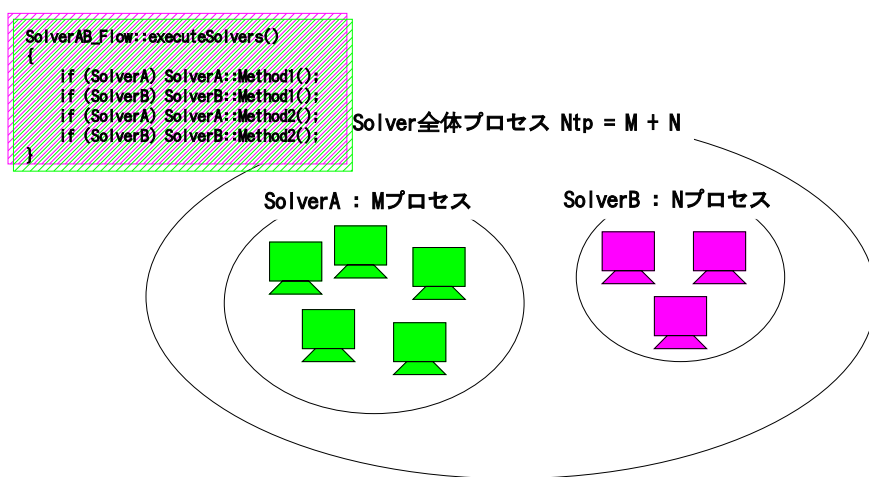 SolverAB_Flow::executeSolvers()
{
    if (SolverA) SolverA::Method1();
    if (SolverB) SolverB::Method1();
    if (SolverA) SolverA::Method2();
    if (SolverB) SolverB::Method2();
}
Solver全体プロセス Ntp = M + N
SolverA : Mプロセス
SolverB : Nプロセス